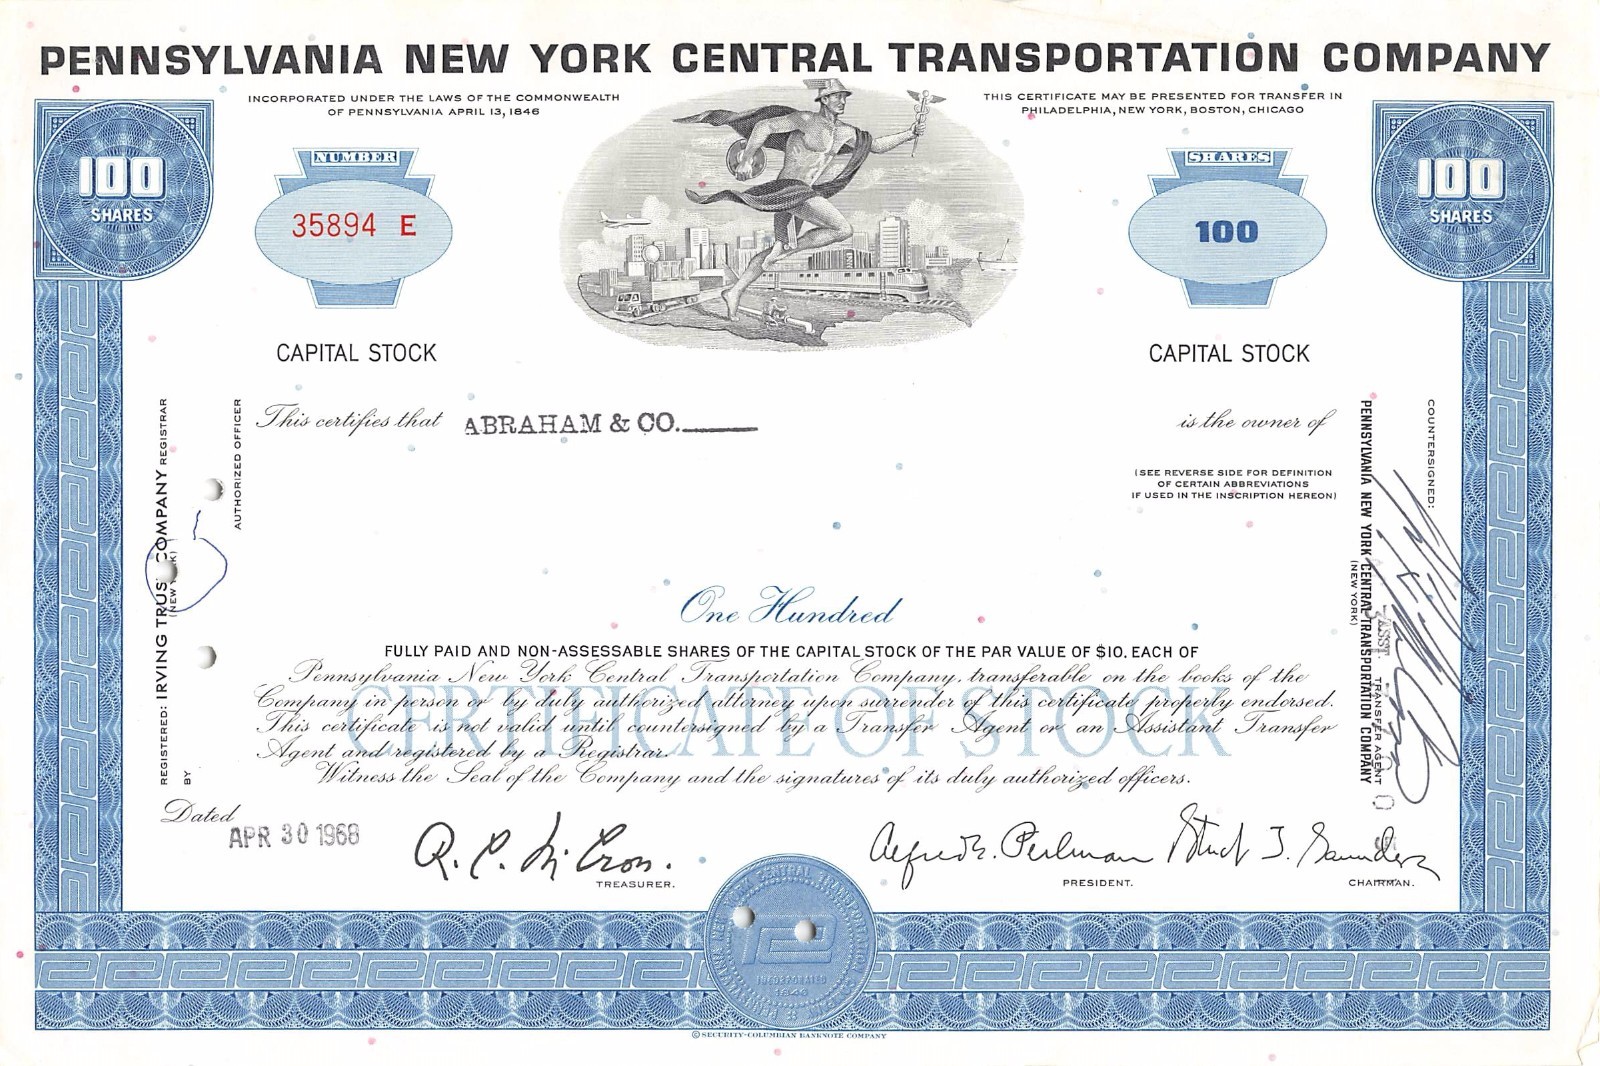 PENNSYLVANIA NEW YORK CENTRAL TRANSPORTATION COMPANY
INCORPORATED UNDER THE LAWS OF THE COMMONWEALTH
OF PENNSYLVANIA APRIL 13, 1846
THIS CERTIFICATE MAY BE PRESENTED FOR TRANSFER IN
PHILADELPHIA, NEW YORK, BOSTON, CHICAGO
100
SHARES
NUMBER
35894 E
SHARES
100
100
SHARES
CAPITAL STOCK
CAPITAL STOCK
This certifies that ABRAHAM & CO. is the owner of
(SEE REVERSE SIDE FOR DEFINITION
OF CERTAIN ABBREVIATIONS
IF USED IN THE INSCRIPTION HEREON)
One Hundred
FULLY PAID AND NON-ASSESSABLE SHARES OF THE CAPITAL STOCK OF THE PAR VALUE OF $10. EACH OF
Pennsylvania New York Central Transportation Company, transferable on the books of the
Company in person or by duly authorized attorney upon surrender of this certificate properly endorsed.
This certificate is not valid until countersigned by a Transfer Agent or an Assistant Transfer
Agent and registered by a Registrar.
Witness the Seal of the Company and the signatures of its duly authorized officers.
CERTIFICATE OF STOCK
REGISTERED: IRVING TRUST COMPANY REGISTRAR
(NEW YORK)
BY
AUTHORIZED OFFICER
COUNTERSIGNED:
PENNSYLVANIA NEW YORK CENTRAL TRANSPORTATION COMPANY
(NEW YORK)
ASST. TRANSFER AGENT
Dated
APR 30 1968
TREASURER.
Alfred E. Perlman
PRESIDENT.
Stuart T. Saunders
CHAIRMAN.
INCORPORATED
1846
© SECURITY-COLUMBIAN BANKNOTE COMPANY